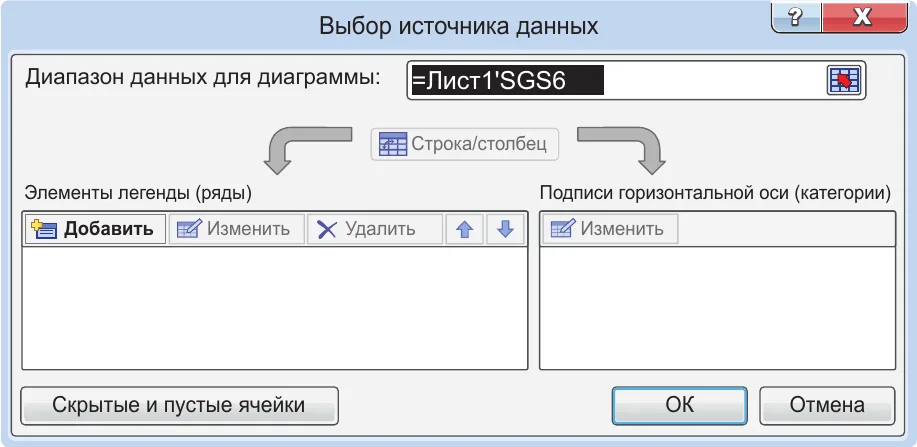 Выбор источника данных
?
X
Диапазон данных для диаграммы:
=Лист1'SGS6
Строка/столбец
Элементы легенды (ряды)
Подписи горизонтальной оси (категории)
Добавить
Изменить
Удалить
Изменить
Скрытые и пустые ячейки
ОК
Отмена